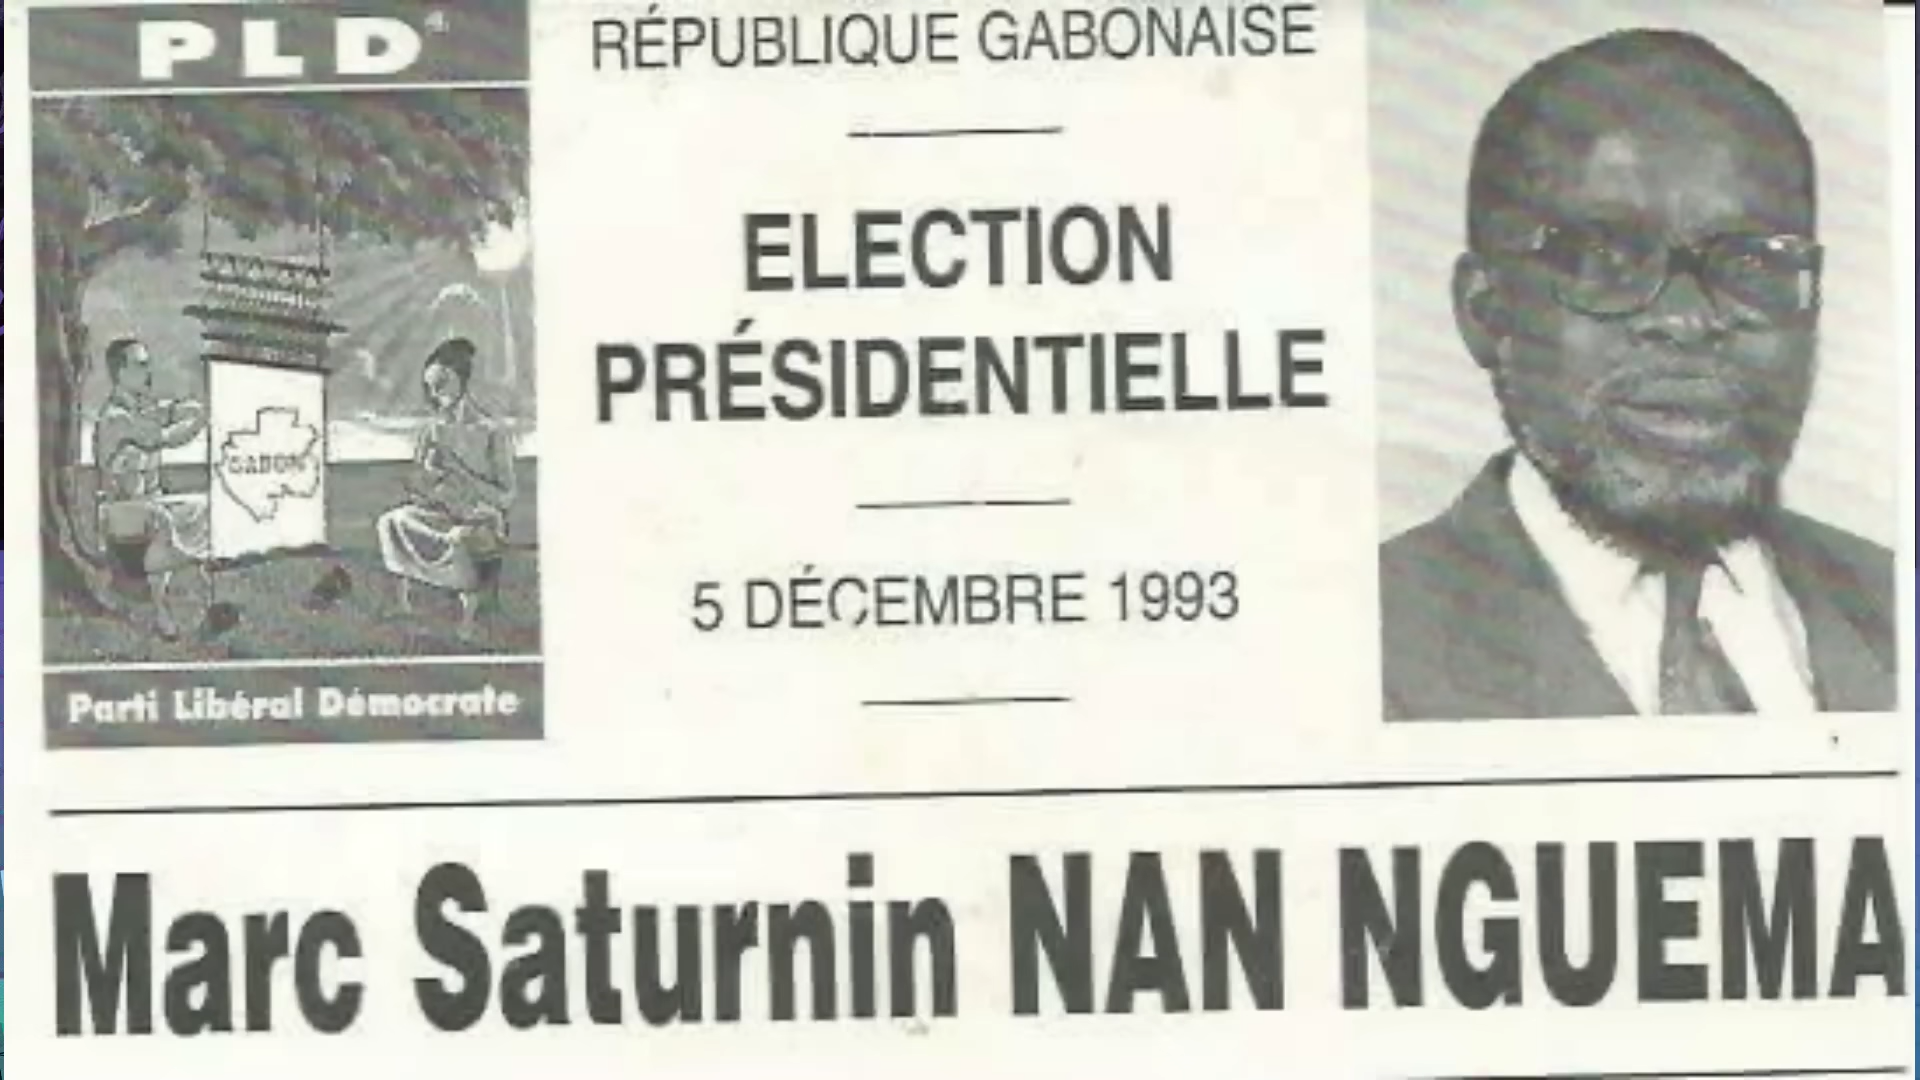 PLD
GABON
Parti Libéral Démocrate
RÉPUBLIQUE GABONAISE
ELECTION
PRÉSIDENTIELLE
5 DÉCEMBRE 1993
Marc Saturnin NAN NGUEMA